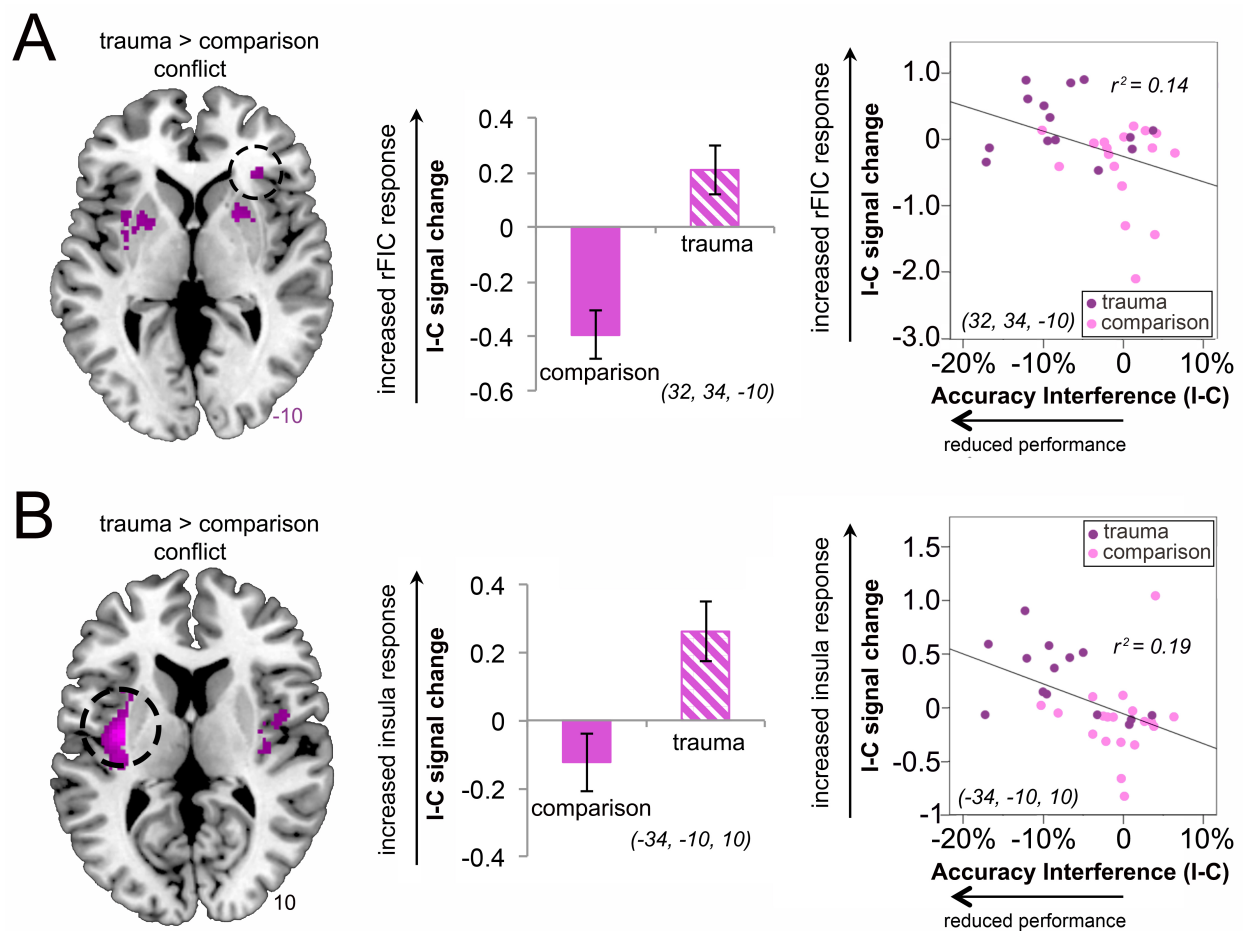 A
trauma > comparison
conflict
-10
increased rFIC response
I-C signal change
0.4
0.2
0
-0.2
-0.4
-0.6
comparison
trauma
(32, 34, -10)
increased rFIC response
I-C signal change
1.0
0
-1.0
-2.0
-3.0
r² = 0.14
(32, 34, -10)
trauma
comparison
-20% -10% 0 10%
Accuracy Interference (I-C)
reduced performance
B
trauma > comparison
conflict
10
increased insula response
I-C signal change
0.4
0.2
0
-0.2
-0.4
comparison
trauma
(-34, -10, 10)
increased insula response
I-C signal change
1.5
1.0
0.5
0
-0.5
-1
trauma
comparison
r² = 0.19
(-34, -10, 10)
-20% -10% 0 10%
Accuracy Interference (I-C)
reduced performance